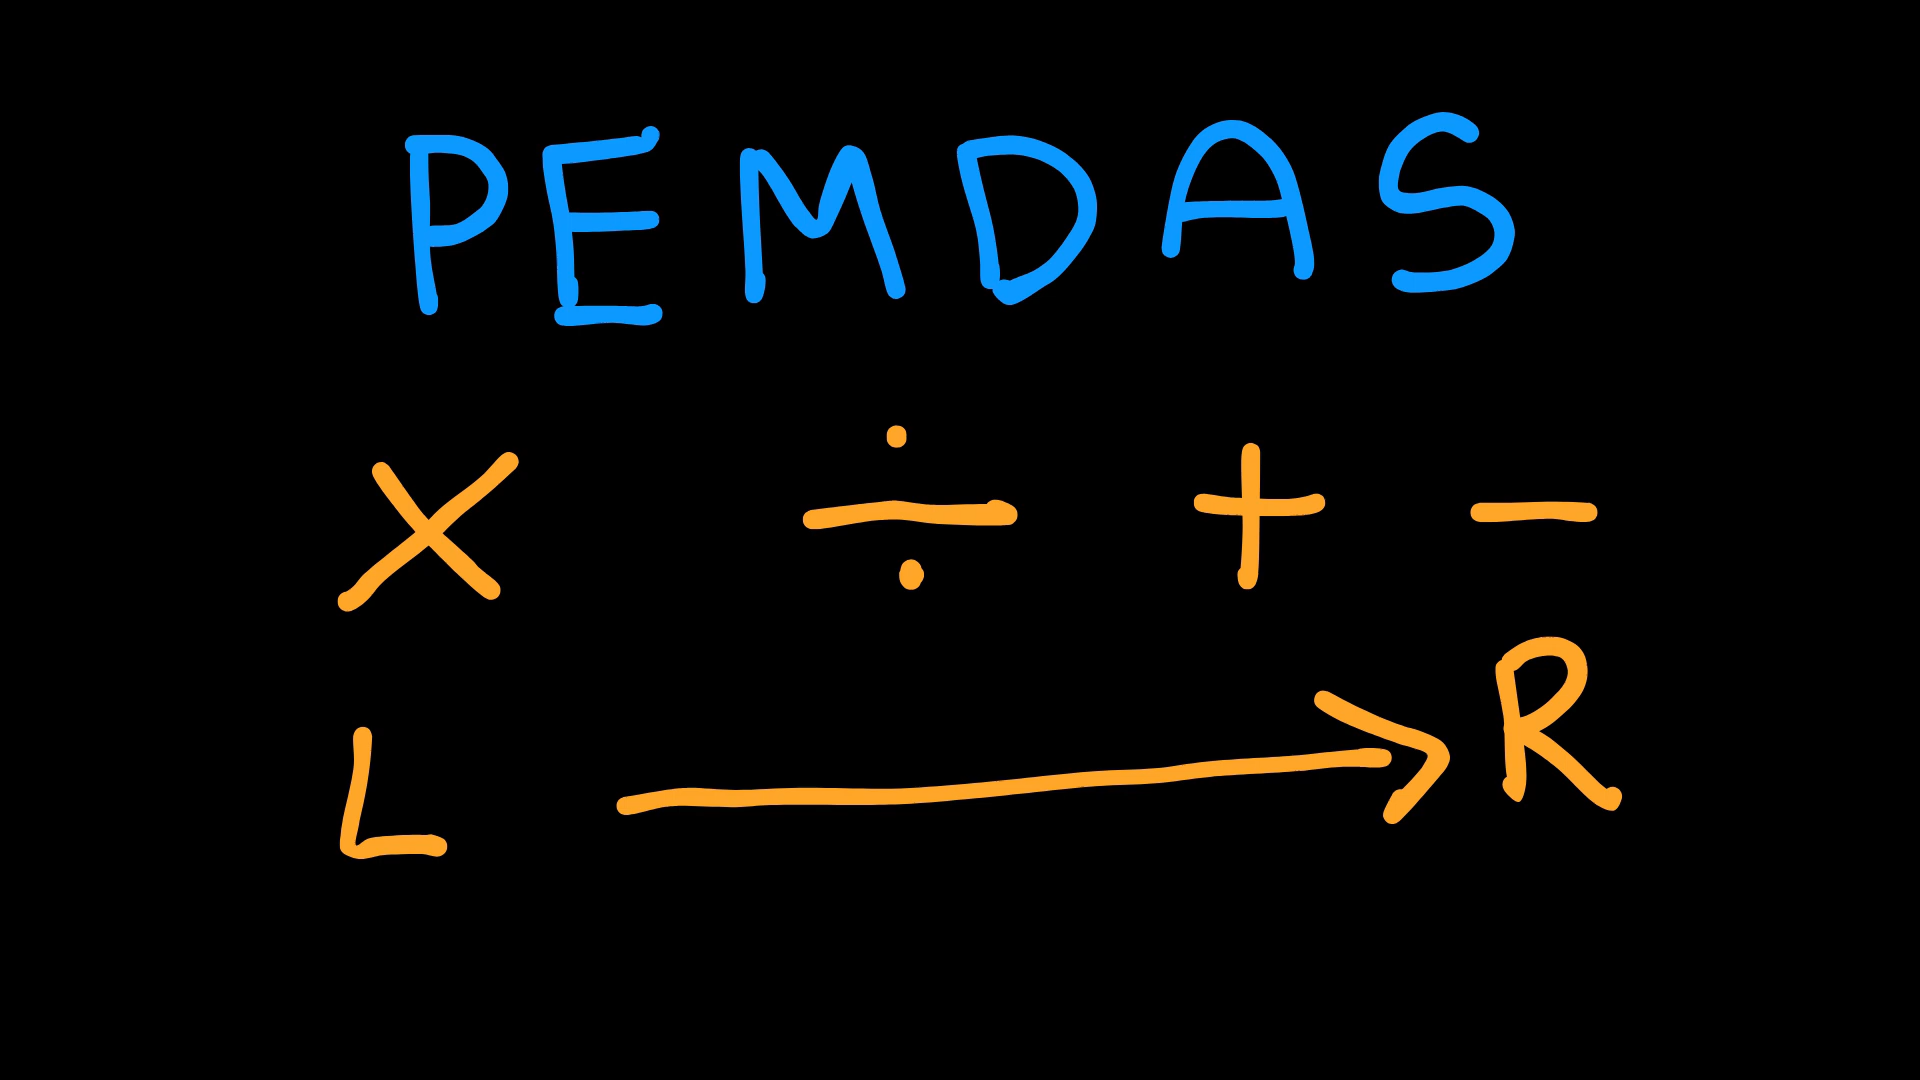 PEMDAS
× ÷ + −
L → R